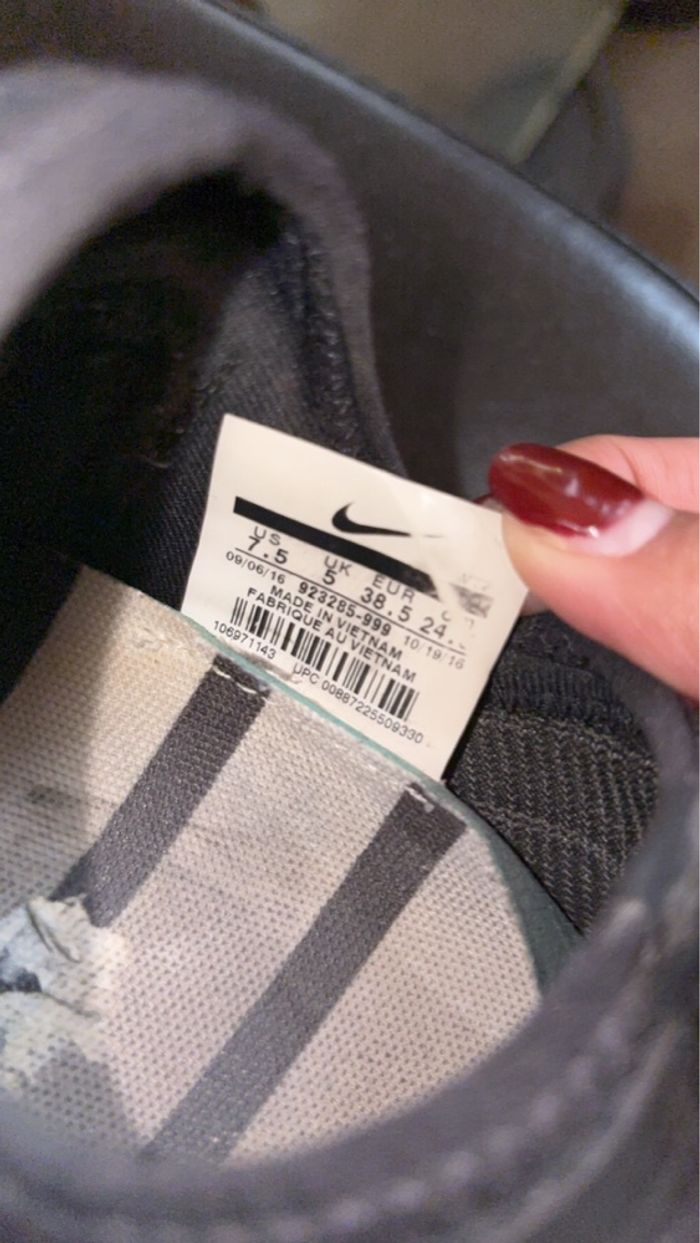 US UK EUR
7.5 5 38.5 24.
09/06/16 923285-999 10/19/16
MADE IN VIETNAM
FABRIQUE AU VIETNAM
106971143 UPC 00887225509330